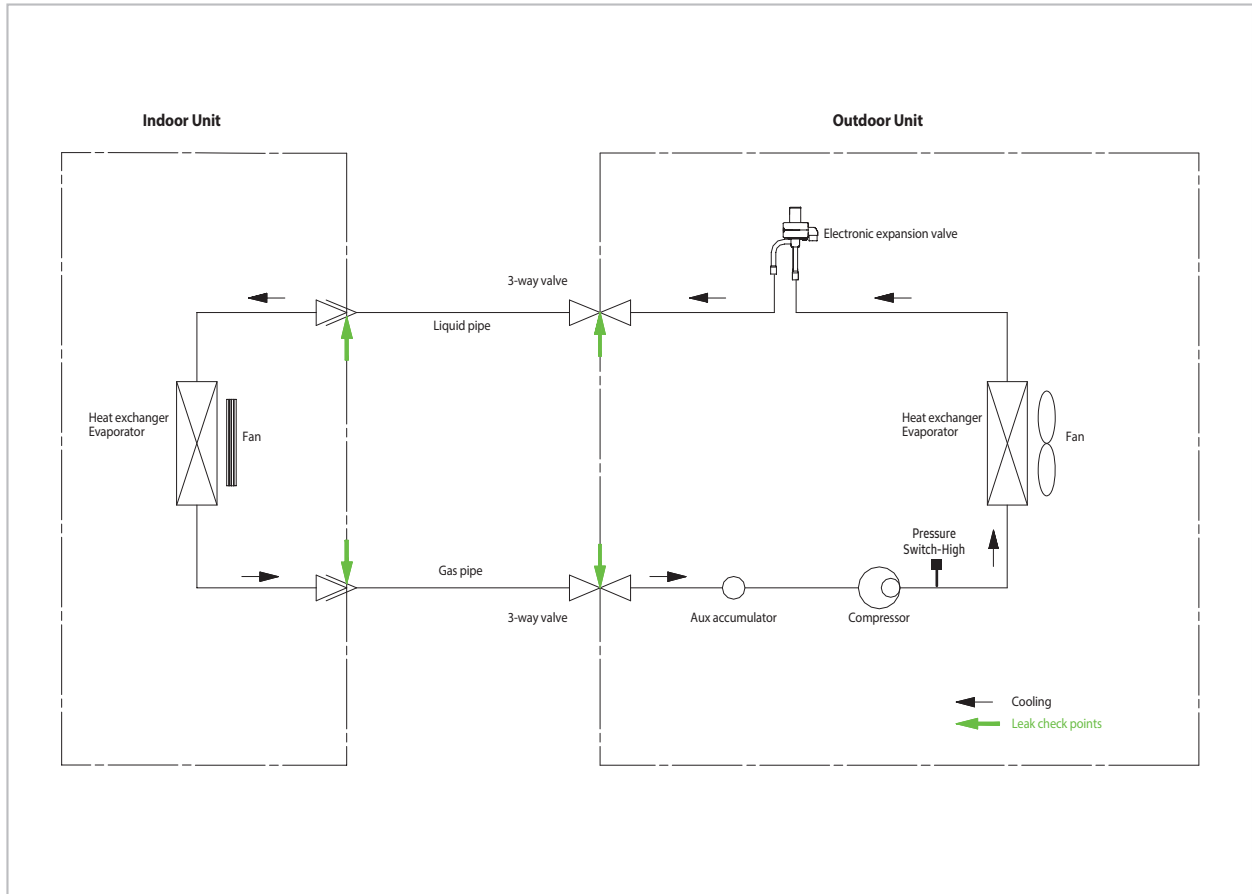 Indoor Unit
Outdoor Unit
Electronic expansion valve
3-way valve
Liquid pipe
Heat exchanger
Evaporator
Fan
Heat exchanger
Evaporator
Fan
Pressure
Switch-High
Gas pipe
3-way valve
Aux accumulator
Compressor
Cooling
Leak check points